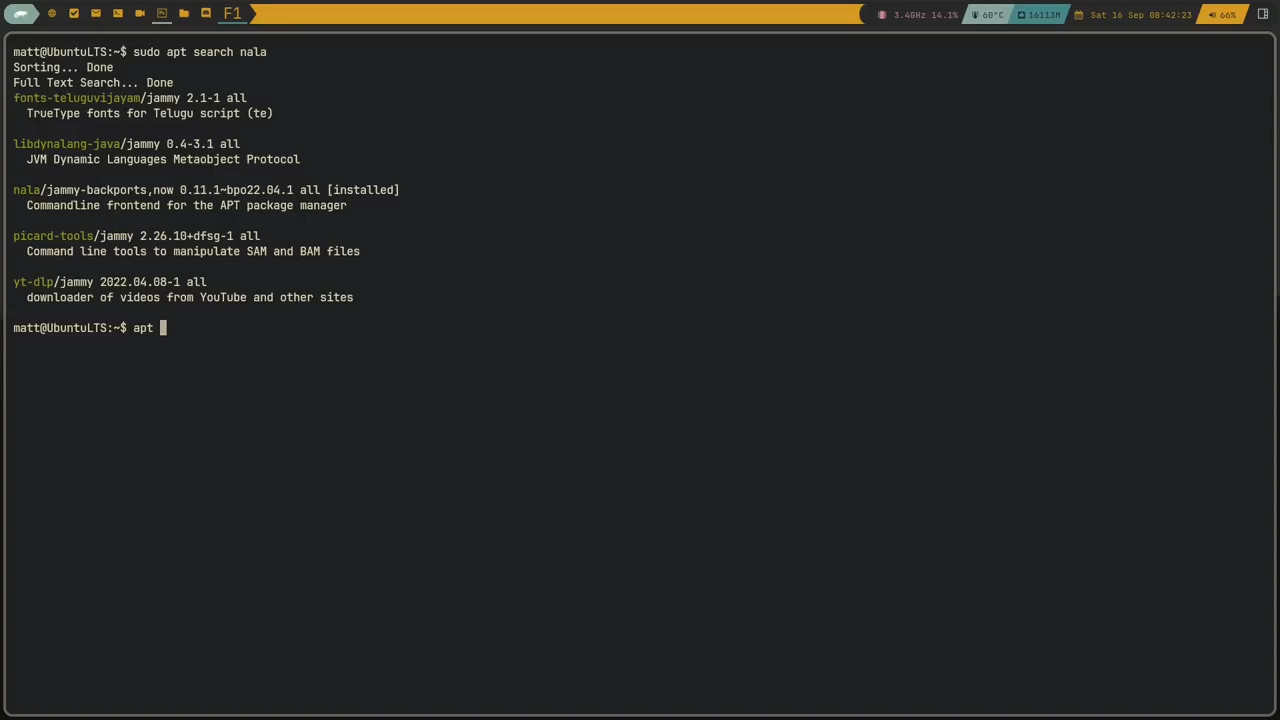 F1
3.4GHz 14.1%
60°C
16113M
Sat 16 Sep 08:42:23
66%
matt@UbuntuLTS:~$ sudo apt search nala
Sorting... Done
Full Text Search... Done
fonts-teluguvijayam/jammy 2.1-1 all
TrueType fonts for Telugu script (te)
libdynalang-java/jammy 0.4-3.1 all
JVM Dynamic Languages Metaobject Protocol
nala/jammy-backports,now 0.11.1~bpo22.04.1 all [installed]
Commandline frontend for the APT package manager
picard-tools/jammy 2.26.10+dfsg-1 all
Command line tools to manipulate SAM and BAM files
yt-dlp/jammy 2022.04.08-1 all
downloader of videos from YouTube and other sites
matt@UbuntuLTS:~$ apt